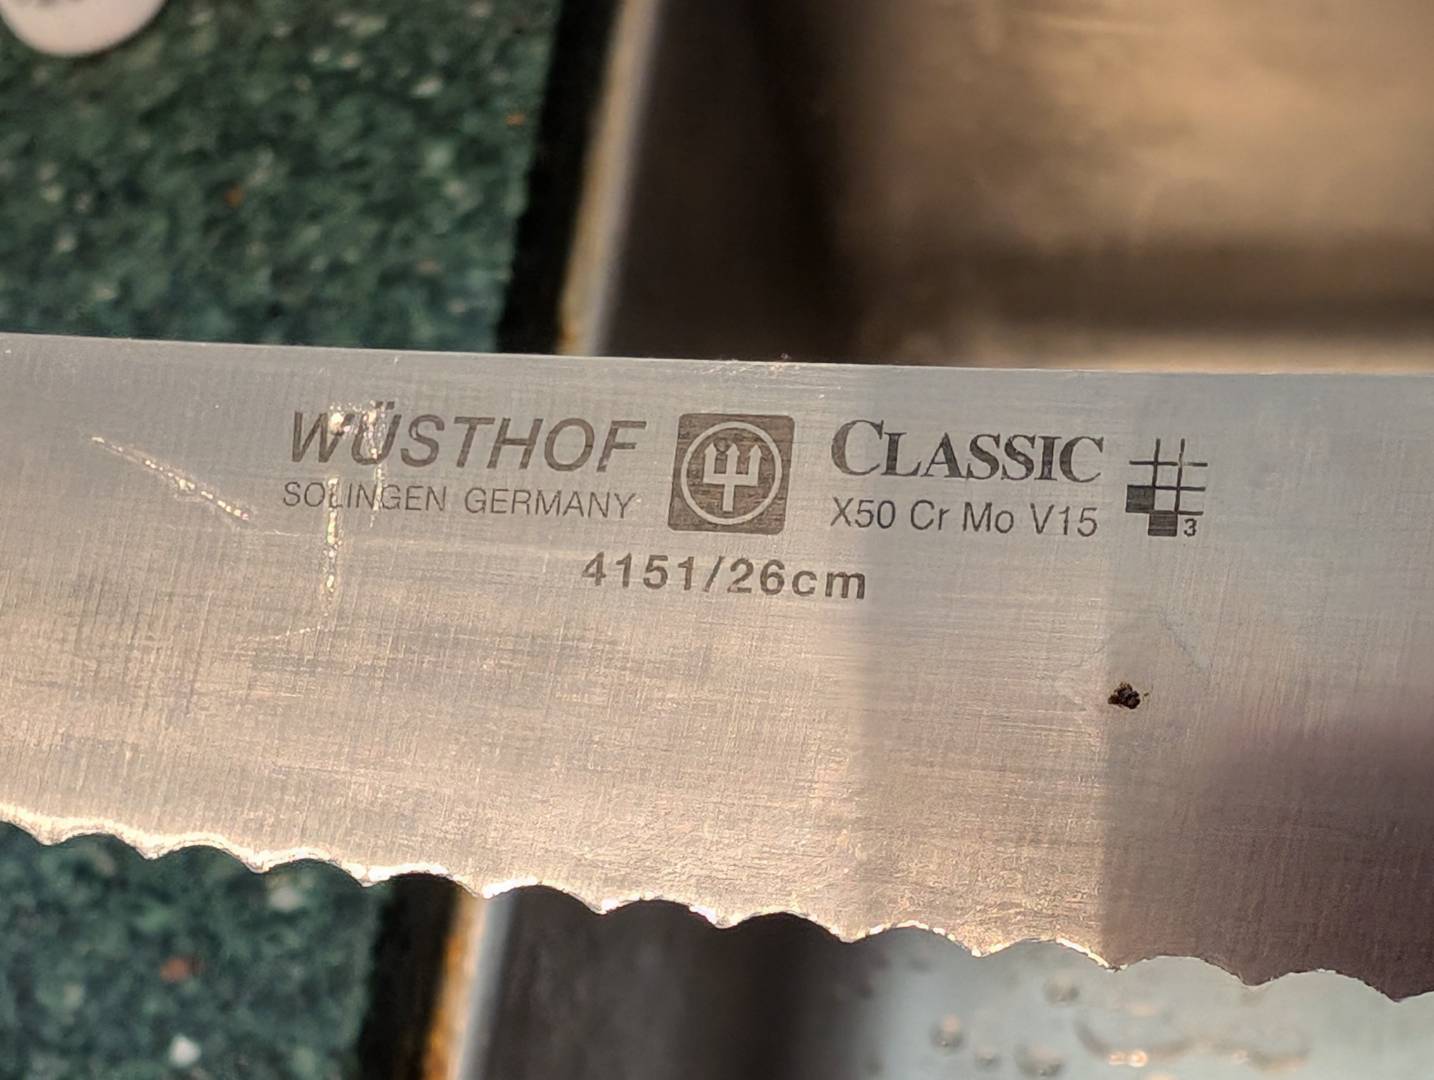 WÜSTHOF CLASSIC
SOLINGEN GERMANY X50 Cr Mo V15 3
4151/26cm